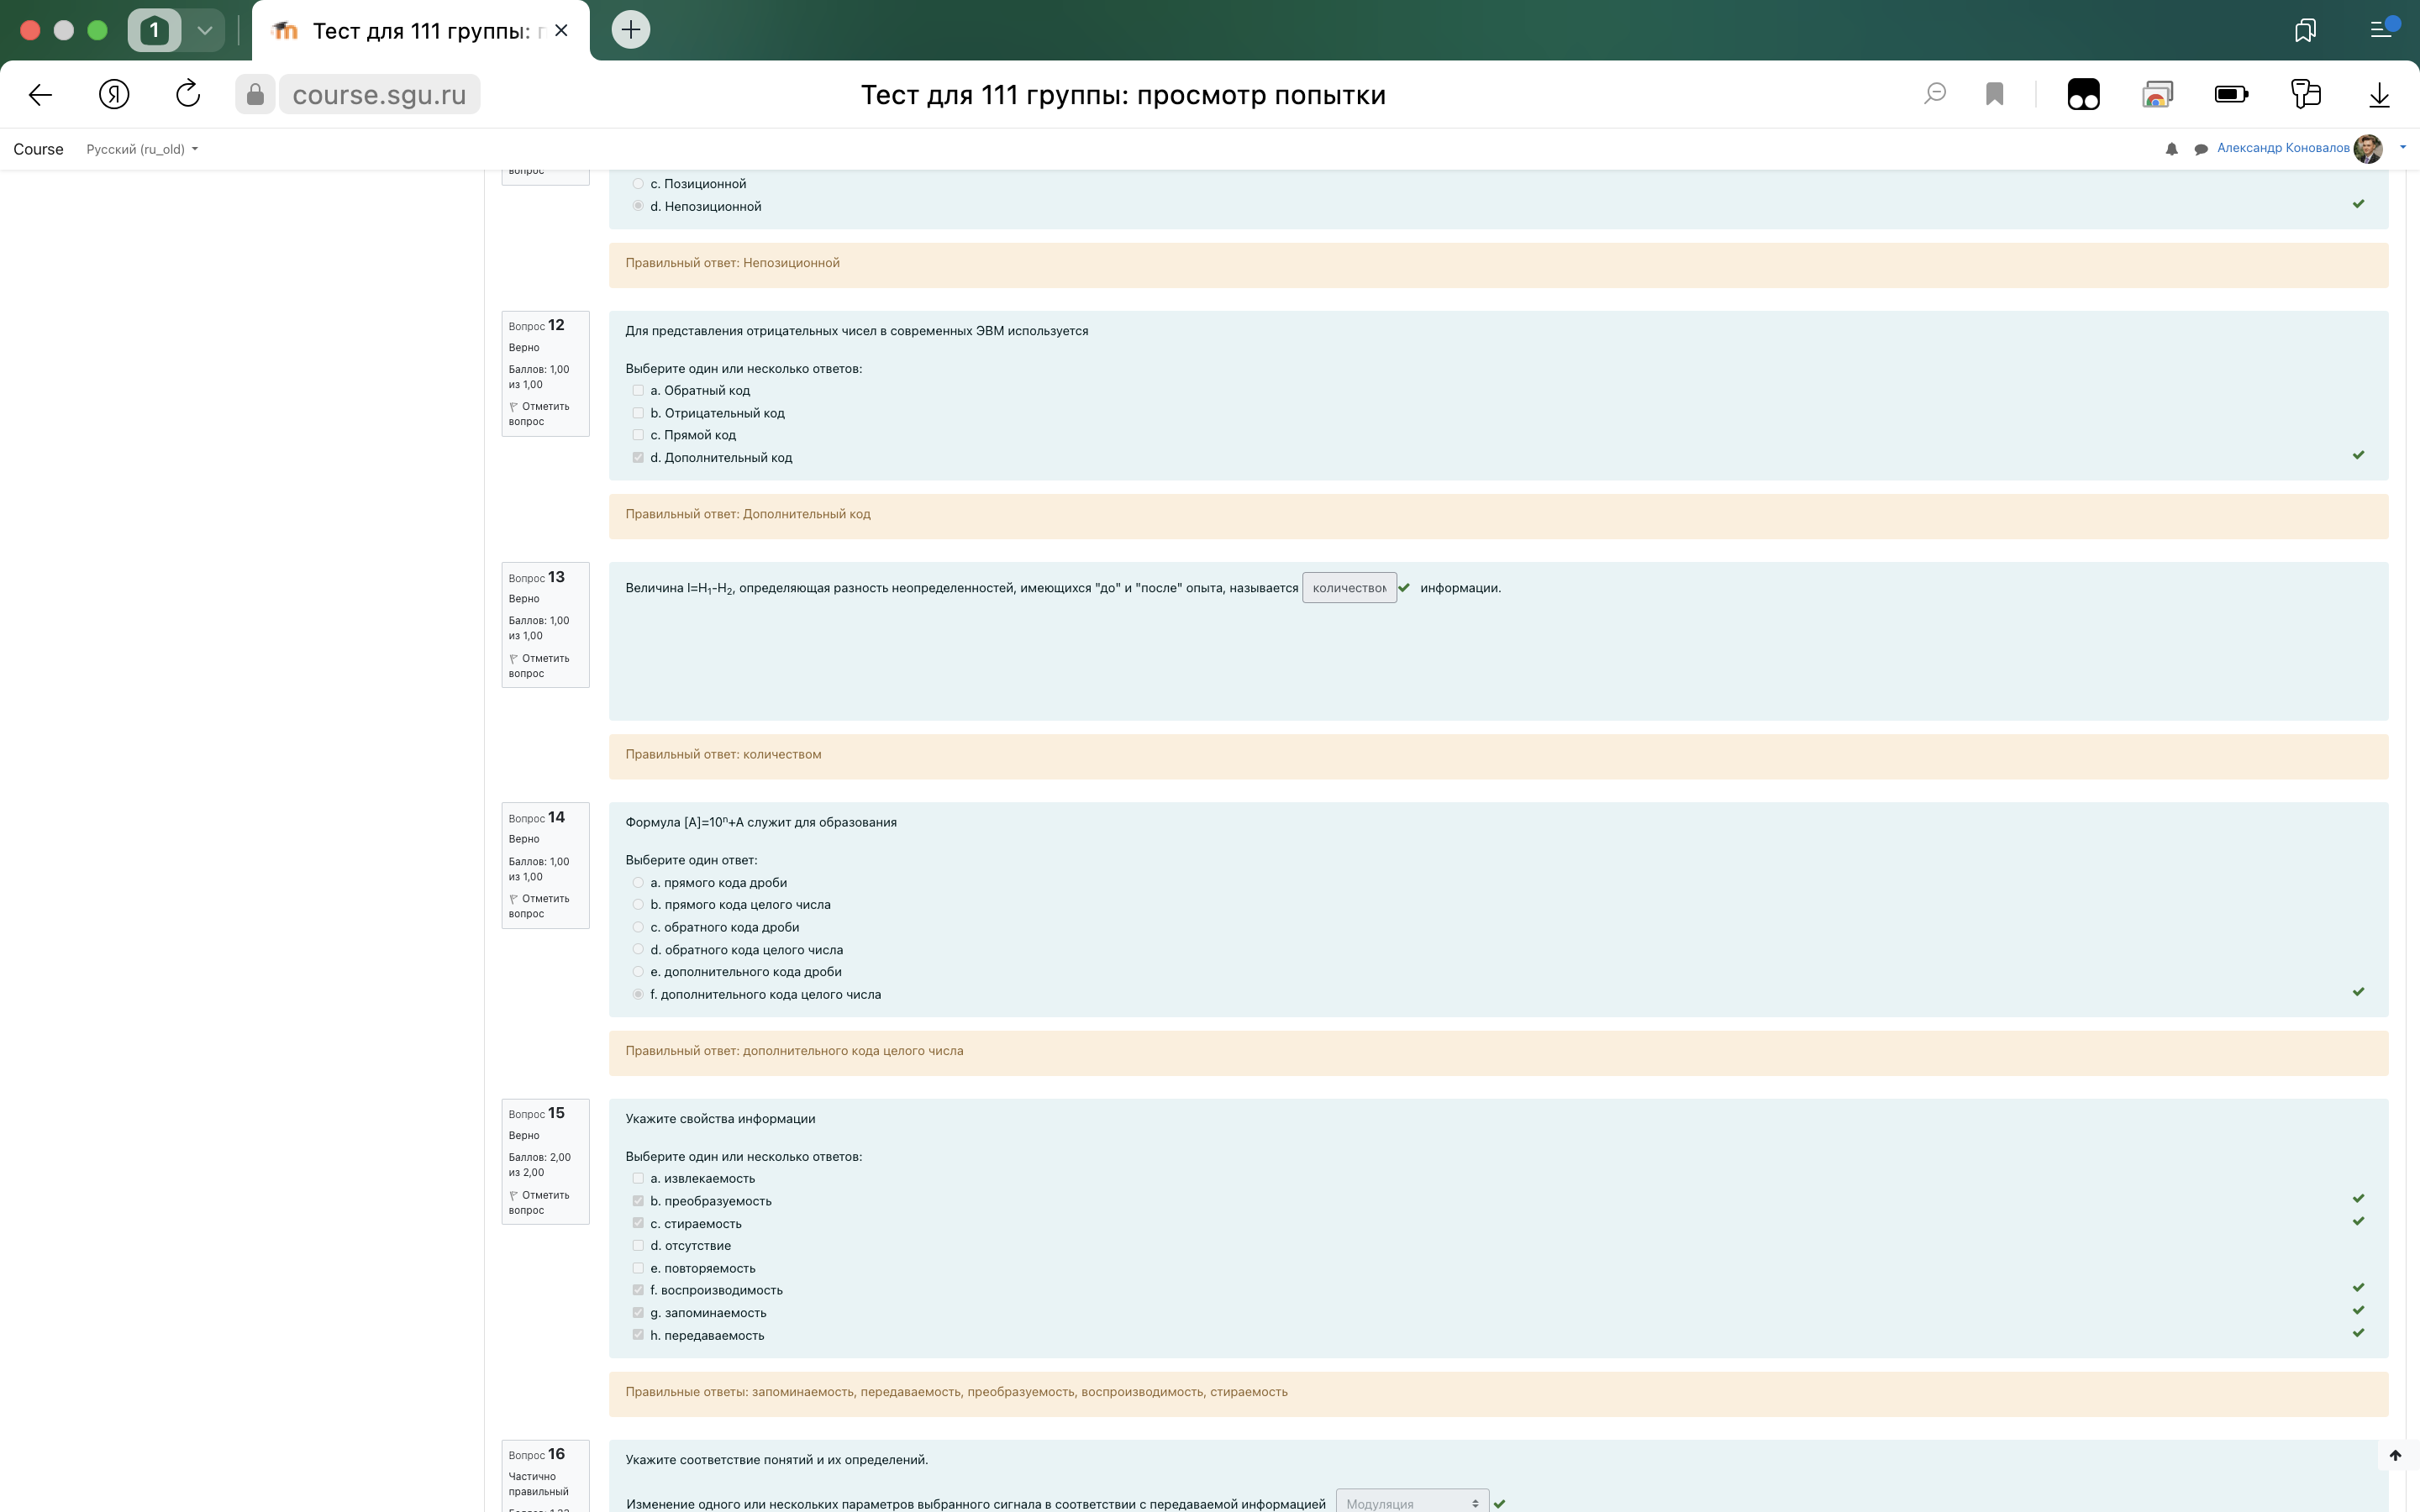 1
Тест для 111 группы: п
course.sgu.ru
Тест для 111 группы: просмотр попытки
Course
Русский (ru_old)
Александр Коновалов
вопрос
c. Позиционной
d. Непозиционной
Правильный ответ: Непозиционной
Вопрос 12
Верно
Баллов: 1,00
из 1,00
Отметить
вопрос
Для представления отрицательных чисел в современных ЭВМ используется
Выберите один или несколько ответов:
a. Обратный код
b. Отрицательный код
c. Прямой код
d. Дополнительный код
Правильный ответ: Дополнительный код
Вопрос 13
Верно
Баллов: 1,00
из 1,00
Отметить
вопрос
Величина I=H₁-H₂, определяющая разность неопределенностей, имеющихся "до" и "после" опыта, называется количеством информации.
Правильный ответ: количеством
Вопрос 14
Верно
Баллов: 1,00
из 1,00
Отметить
вопрос
Формула [A]=10ⁿ+A служит для образования
Выберите один ответ:
a. прямого кода дроби
b. прямого кода целого числа
c. обратного кода дроби
d. обратного кода целого числа
e. дополнительного кода дроби
f. дополнительного кода целого числа
Правильный ответ: дополнительного кода целого числа
Вопрос 15
Верно
Баллов: 2,00
из 2,00
Отметить
вопрос
Укажите свойства информации
Выберите один или несколько ответов:
a. извлекаемость
b. преобразуемость
c. стираемость
d. отсутствие
e. повторяемость
f. воспроизводимость
g. запоминаемость
h. передаваемость
Правильные ответы: запоминаемость, передаваемость, преобразуемость, воспроизводимость, стираемость
Вопрос 16
Частично
правильный
Укажите соответствие понятий и их определений.
Изменение одного или нескольких параметров выбранного сигнала в соответствии с передаваемой информацией Модуляция